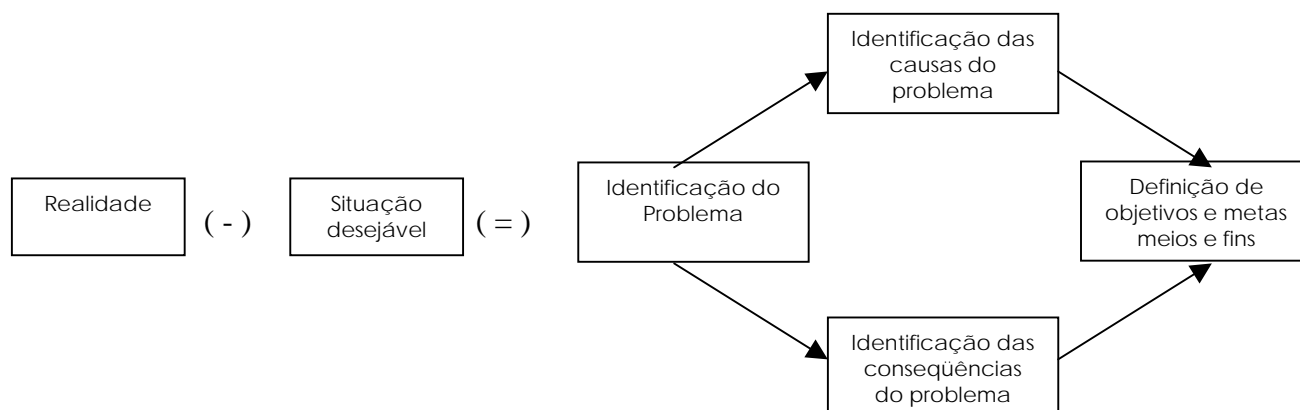 Realidade
( - )
Situação
desejável
( = )
Identificação do
Problema
Identificação das
causas do
problema
Identificação das
conseqüências
do problema
Definição de
objetivos e metas
meios e fins